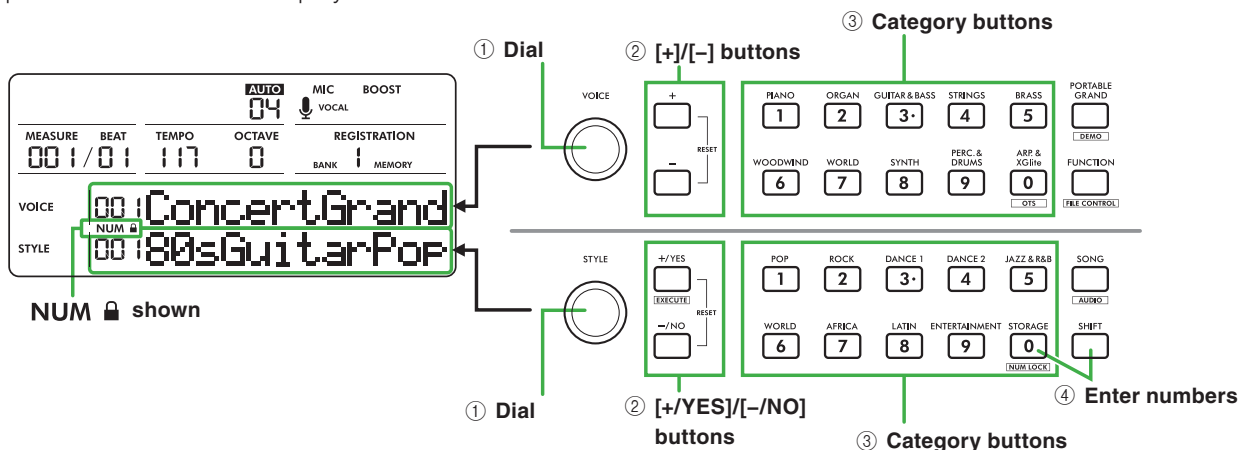 ③ Category buttons
① Dial
② [+]/[–] buttons
AUTO
MIC
BOOST
04
VOCAL
MEASURE
BEAT
TEMPO
OCTAVE
REGISTRATION
001/01
117
0
BANK
1
MEMORY
VOICE
001 ConcertGrand
NUM
STYLE
001 80sGuitarPop
NUM shown
VOICE
+
–
RESET
PIANO
ORGAN
GUITAR & BASS
STRINGS
BRASS
1
2
3•
4
5
WOODWIND
WORLD
SYNTH
PERC. &
DRUMS
ARP. &
XGlite
6
7
8
9
0
OTS
PORTABLE
GRAND
DEMO
FUNCTION
FILE CONTROL
STYLE
+/YES
EXECUTE
RESET
–/NO
POP
ROCK
DANCE 1
DANCE 2
JAZZ & R&B
1
2
3•
4
5
WORLD
AFRICA
LATIN
ENTERTAINMENT
STORAGE
6
7
8
9
0
NUM LOCK
SONG
AUDIO
SHIFT
① Dial
② [+/YES]/[–/NO]
buttons
③ Category buttons
④ Enter numbers